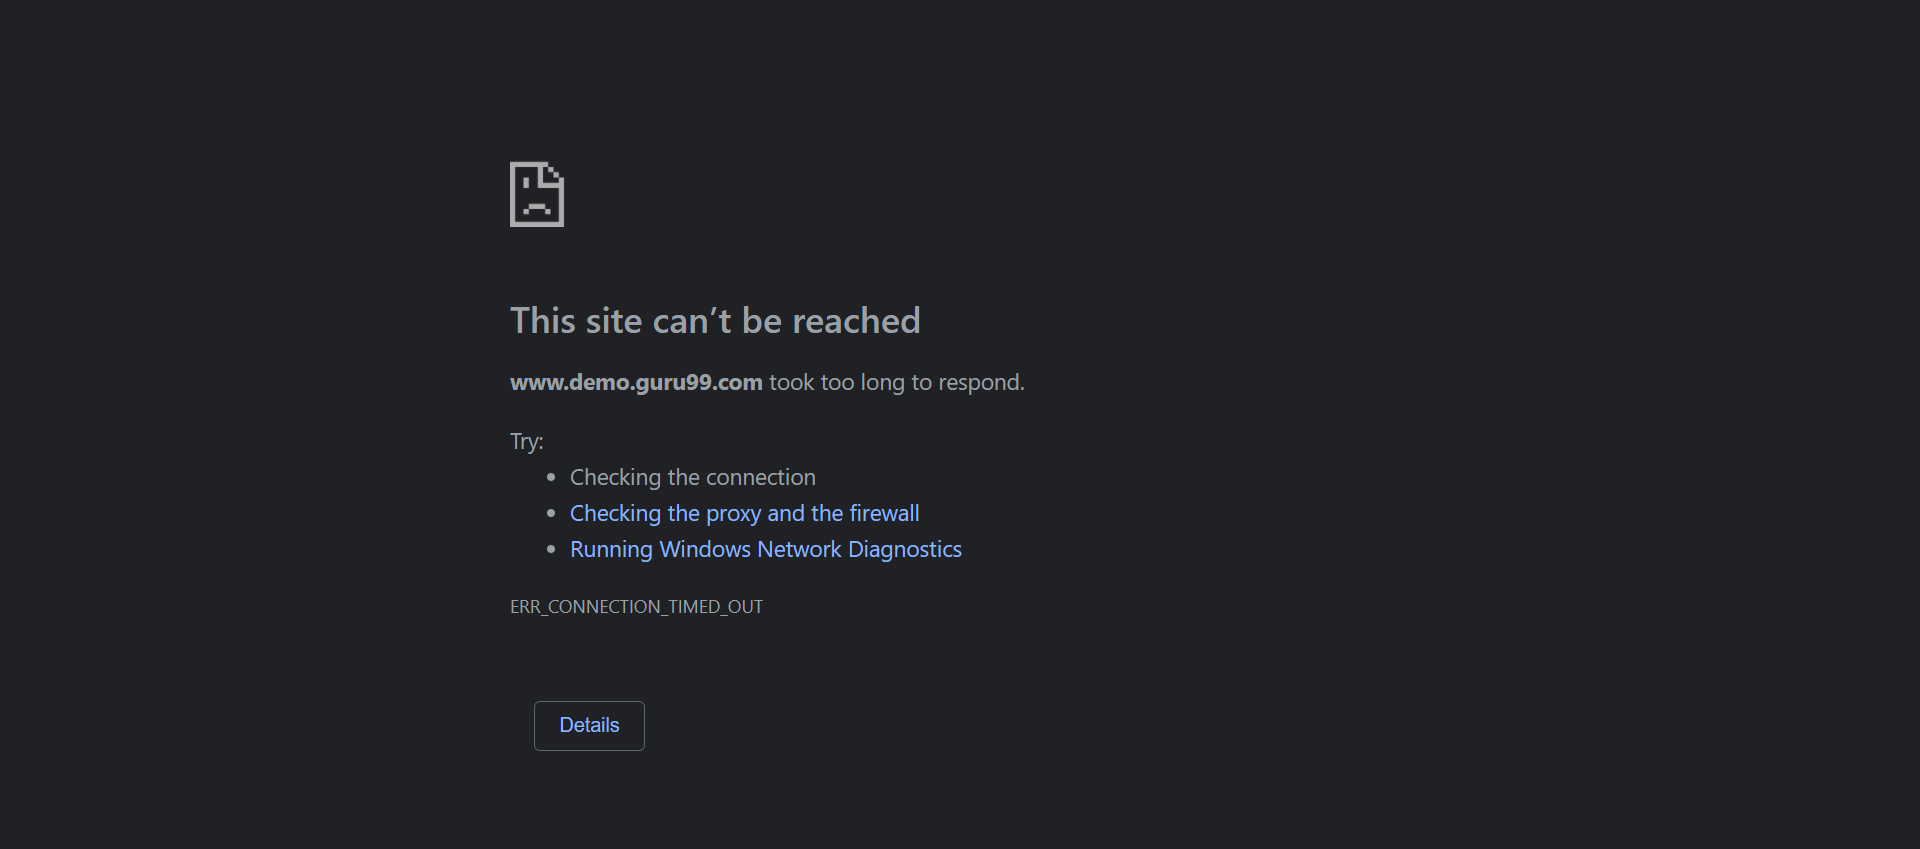 This site can’t be reached
www.demo.guru99.com took too long to respond.
Try:
Checking the connection
Checking the proxy and the firewall
Running Windows Network Diagnostics
ERR_CONNECTION_TIMED_OUT
Details